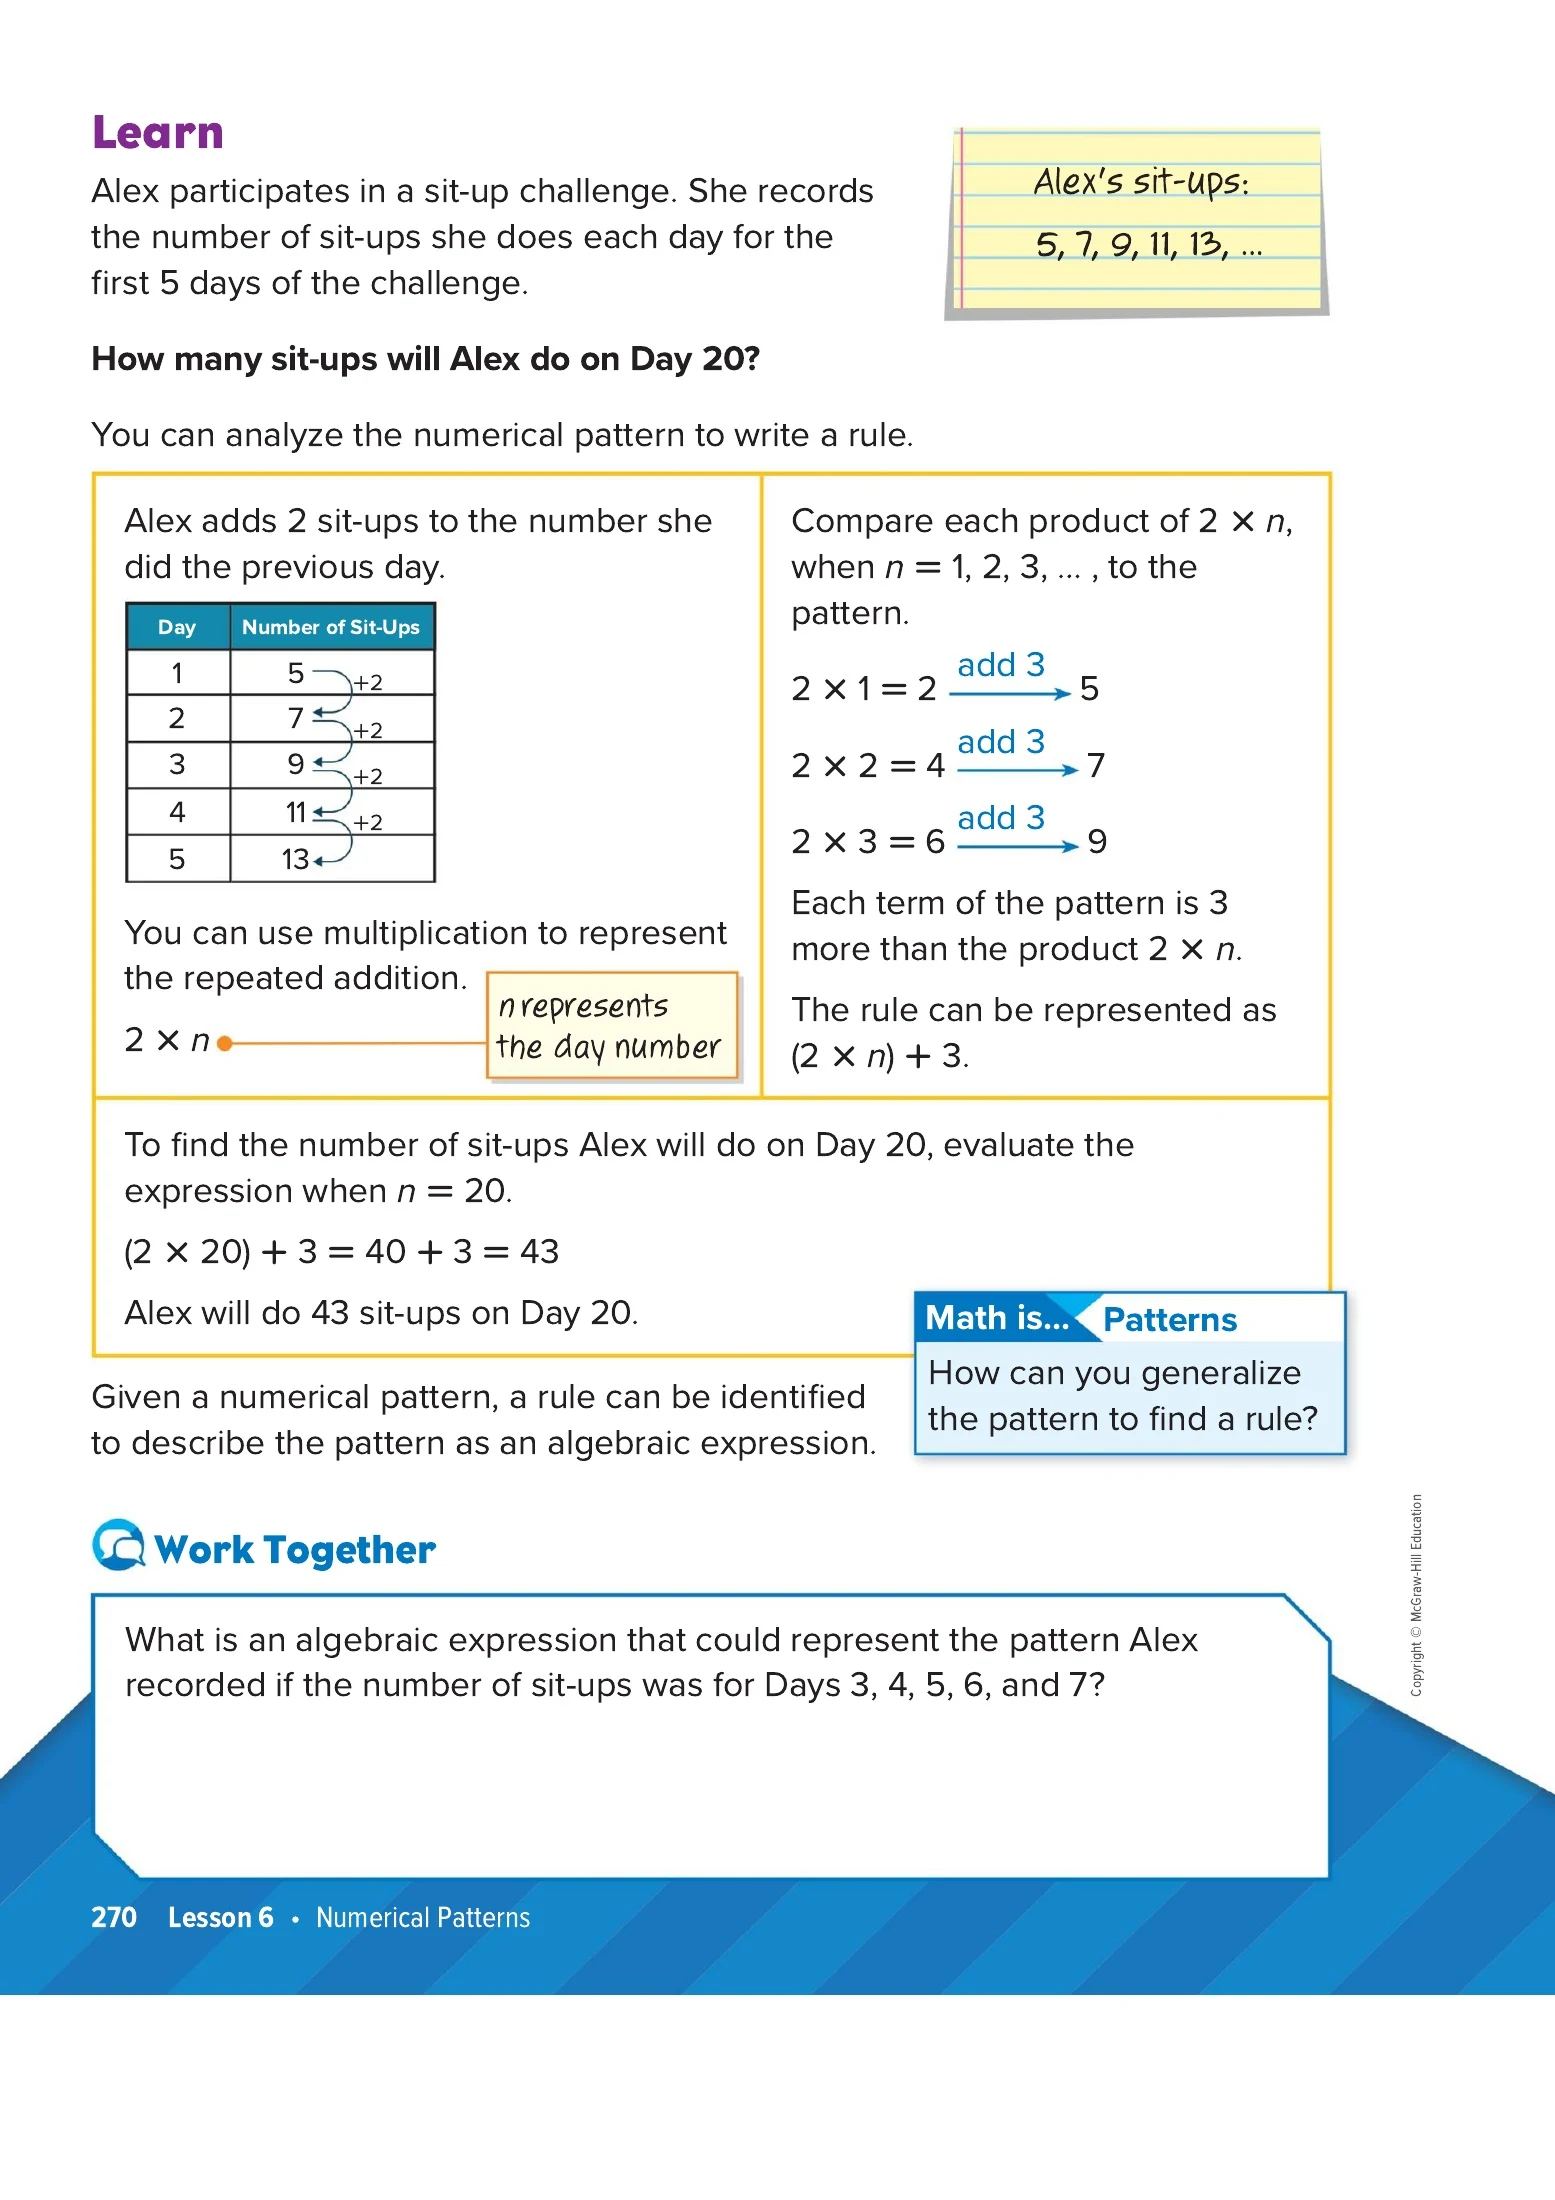 Learn
Alex participates in a sit-up challenge. She records
the number of sit-ups she does each day for the
first 5 days of the challenge.
Alex's sit-ups:
5, 7, 9, 11, 13, ...
How many sit-ups will Alex do on Day 20?
You can analyze the numerical pattern to write a rule.
Alex adds 2 sit-ups to the number she
did the previous day.
Day Number of Sit-Ups
1 5
+2
2 7
+2
3 9
+2
4 11
+2
5 13
You can use multiplication to represent
the repeated addition.
2 × n
n represents
the day number
Compare each product of 2 × n,
when n = 1, 2, 3, ... , to the
pattern.
add 3
2 × 1 = 2 → 5
add 3
2 × 2 = 4 → 7
add 3
2 × 3 = 6 → 9
Each term of the pattern is 3
more than the product 2 × n.
The rule can be represented as
(2 × n) + 3.
To find the number of sit-ups Alex will do on Day 20, evaluate the
expression when n = 20.
(2 × 20) + 3 = 40 + 3 = 43
Alex will do 43 sit-ups on Day 20.
Math is... Patterns
How can you generalize
the pattern to find a rule?
Given a numerical pattern, a rule can be identified
to describe the pattern as an algebraic expression.
Work Together
What is an algebraic expression that could represent the pattern Alex
recorded if the number of sit-ups was for Days 3, 4, 5, 6, and 7?
Copyright © McGraw-Hill Education
270 Lesson 6 • Numerical Patterns